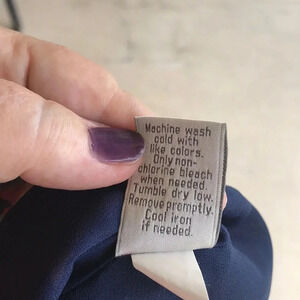 Machine wash
cold with
like colors.
Only non-
chlorine bleach
when needed.
Tumble dry low.
Remove promptly.
Cool iron
if needed.